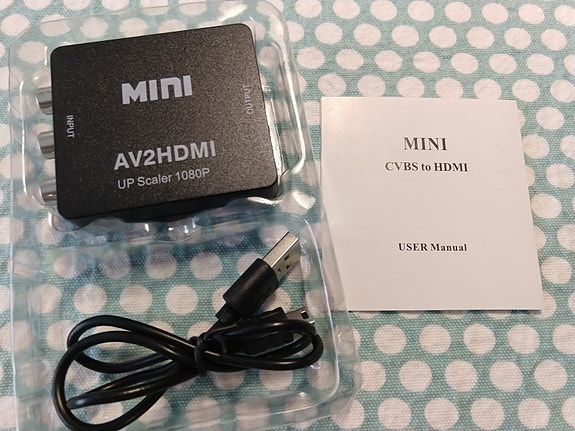 MINI
INPUT
OUTPUT
AV2HDMI
UP Scaler 1080P
MINI
CVBS to HDMI
USER Manual